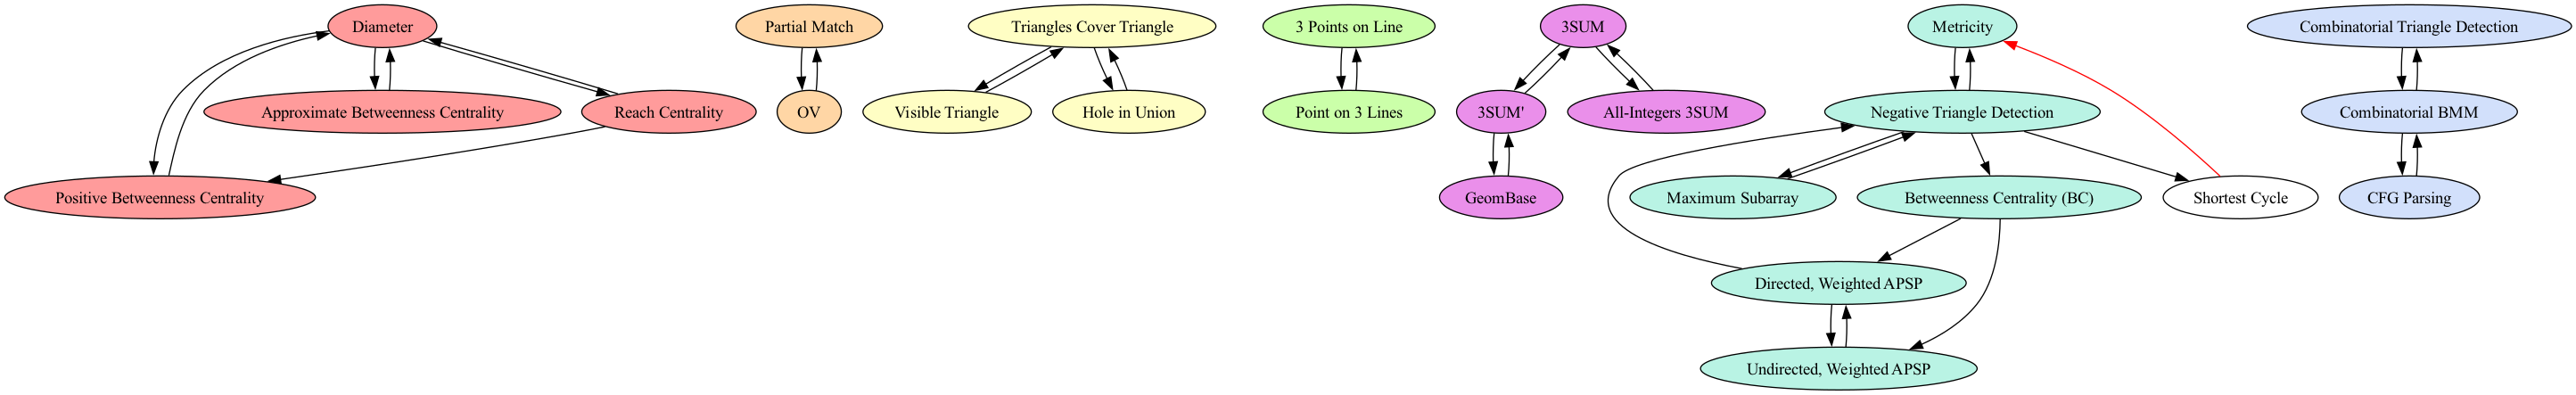 Diameter
Partial Match
Triangles Cover Triangle
3 Points on Line
3SUM
Metricity
Combinatorial Triangle Detection
Approximate Betweenness Centrality
Reach Centrality
OV
Visible Triangle
Hole in Union
Point on 3 Lines
3SUM'
All-Integers 3SUM
Negative Triangle Detection
Combinatorial BMM
Positive Betweenness Centrality
GeomBase
Maximum Subarray
Betweenness Centrality (BC)
Shortest Cycle
CFG Parsing
Directed, Weighted APSP
Undirected, Weighted APSP